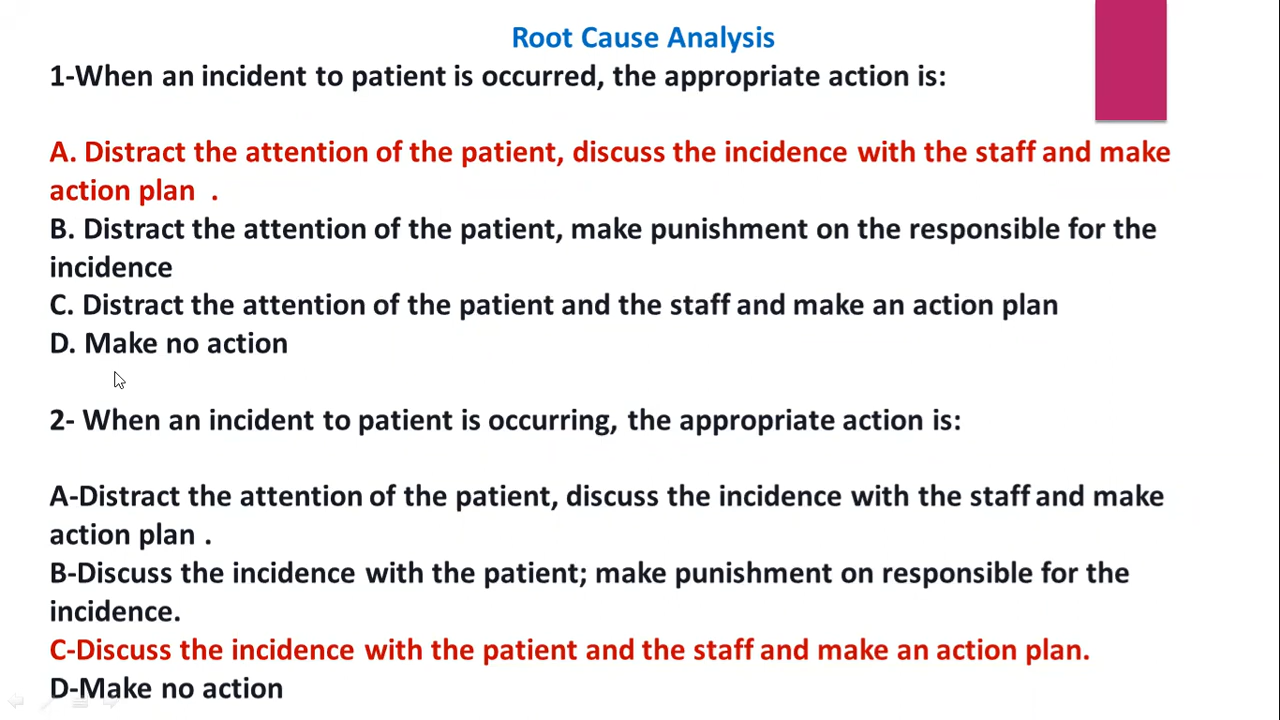 Root Cause Analysis
1-When an incident to patient is occurred, the appropriate action is:
A. Distract the attention of the patient, discuss the incidence with the staff and make
action plan  .
B. Distract the attention of the patient, make punishment on the responsible for the
incidence
C. Distract the attention of the patient and the staff and make an action plan
D. Make no action
2- When an incident to patient is occurring, the appropriate action is:
A-Distract the attention of the patient, discuss the incidence with the staff and make
action plan .
B-Discuss the incidence with the patient; make punishment on responsible for the
incidence.
C-Discuss the incidence with the patient and the staff and make an action plan.
D-Make no action